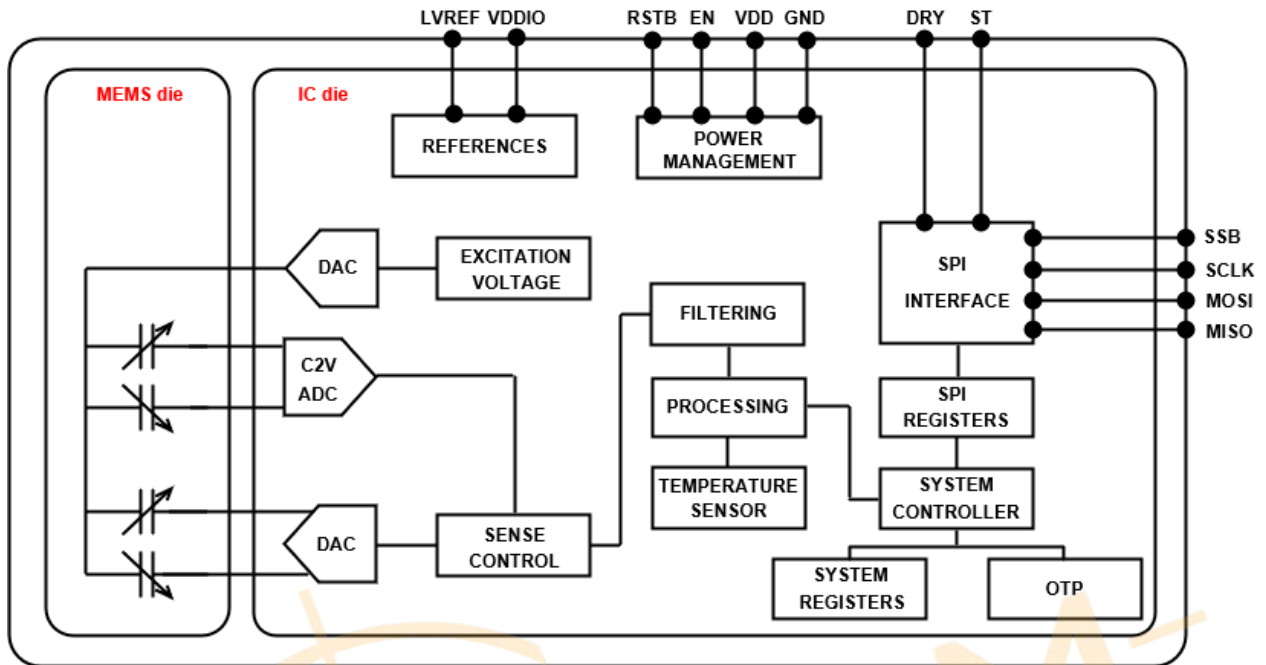 LVREF VDDIO RSTB EN VDD GND DRY ST
MEMS die
IC die
REFERENCES
POWER
MANAGEMENT
DAC
EXCITATION
VOLTAGE
SPI
INTERFACE
SSB
SCLK
MOSI
MISO
FILTERING
C2V
ADC
PROCESSING
SPI
REGISTERS
TEMPERATURE
SENSOR
SYSTEM
CONTROLLER
DAC
SENSE
CONTROL
SYSTEM
REGISTERS
OTP